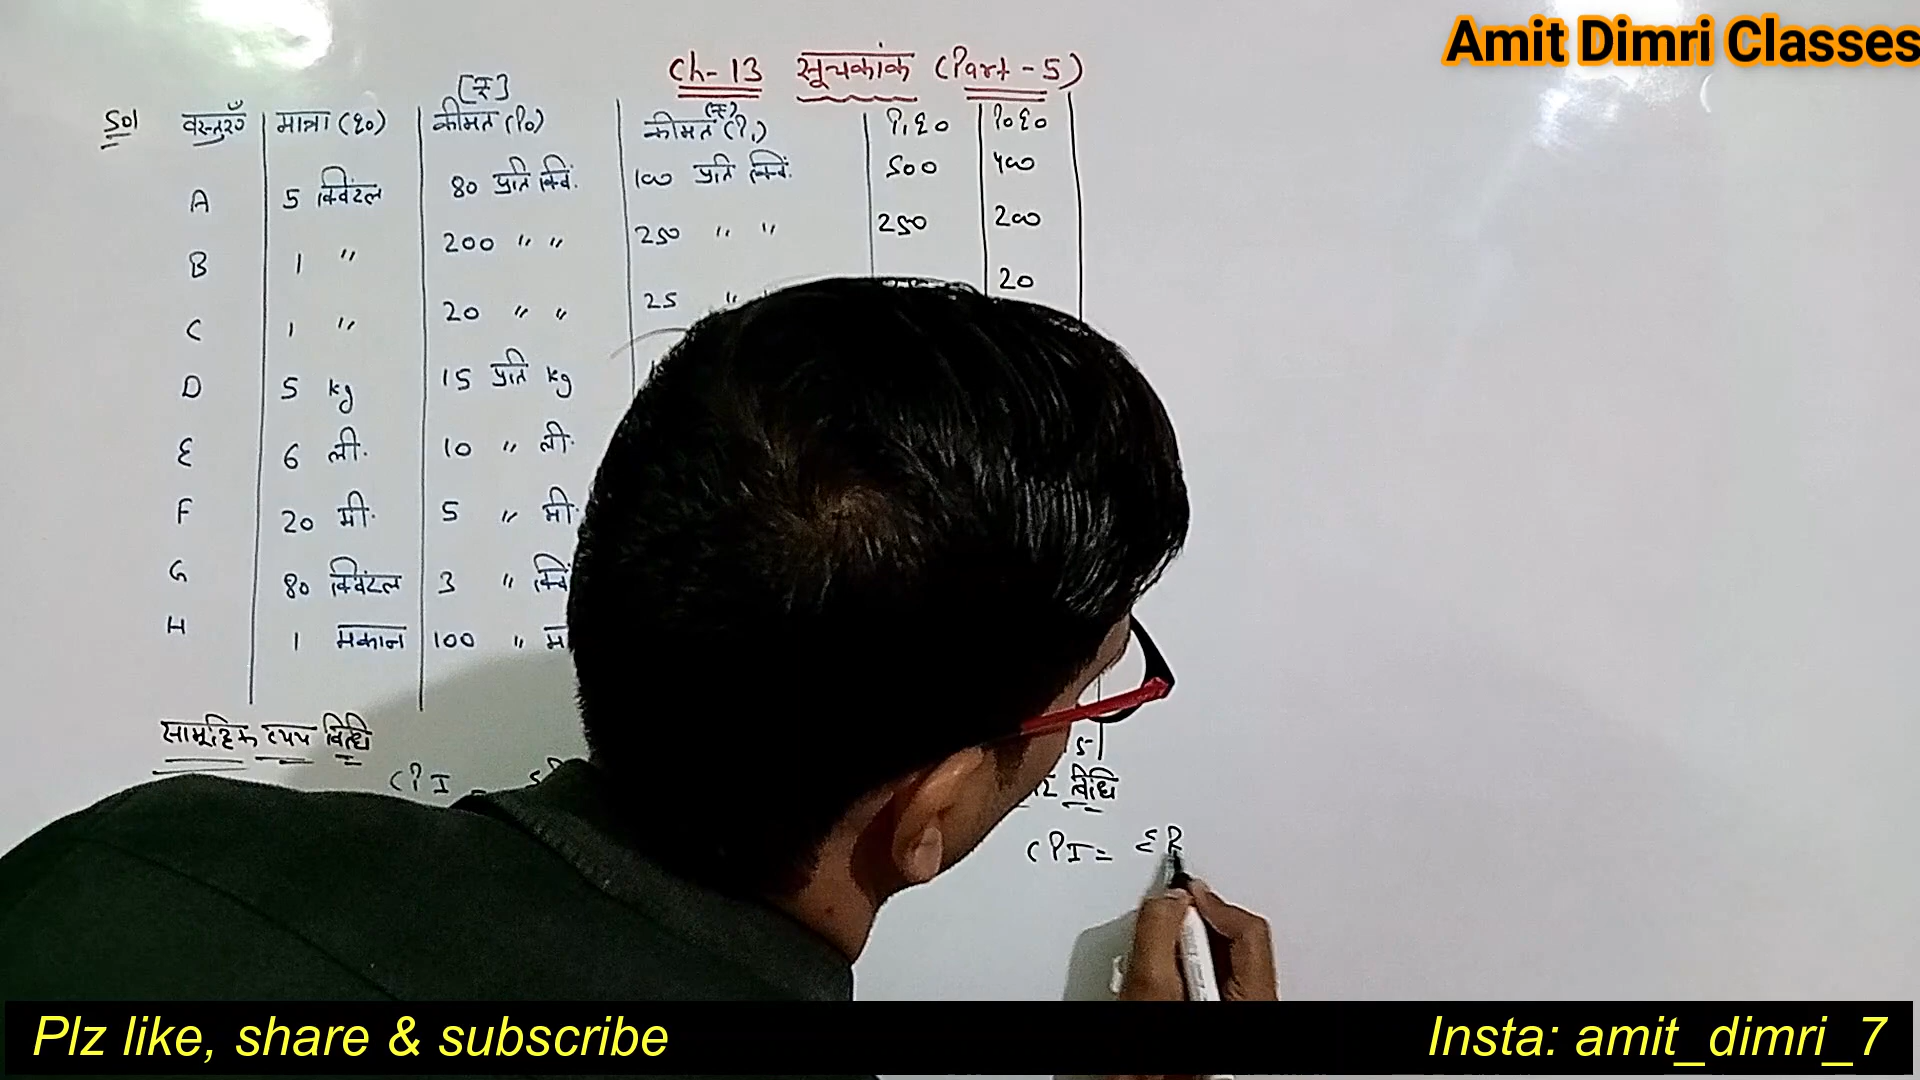 Amit Dimri Classes
Ch-13 सूचकांक (Part-5)
[₹] (₹)
Sol वस्तुएँ मात्रा (q0) कीमत (P0) कीमत (P1) P1q0 P0q0
A 5 क्विंटल 80 प्रति क्विं. 100 प्रति क्विं. 500 400
B 1 " 200 " " 250 " " 250 200
C 1 " 20 " " 25 " 20
D 5 kg 15 प्रति kg
E 6 ली. 10 " ली.
F 20 मी. 5 " मी.
G 80 क्विंटल 3 " क्विं
H 1 मकान 100 "
सामूहिक व्यय विधि
विधि
CPI
CPI = ΣR
Plz like, share & subscribe Insta: amit_dimri_7